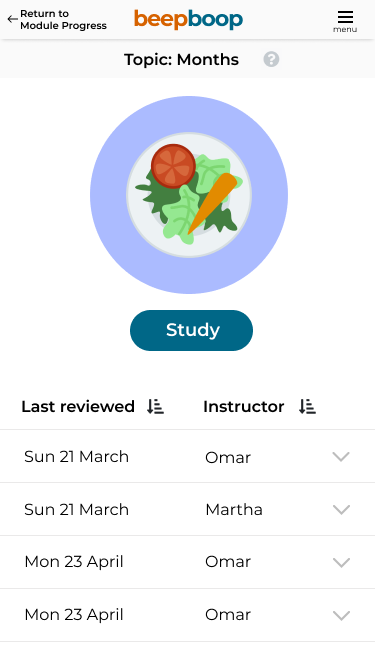 Return to
Module Progress
beepboop
menu
Topic: Months
?
Study
Last reviewed
Instructor
Sun 21 March
Omar
Sun 21 March
Martha
Mon 23 April
Omar
Mon 23 April
Omar